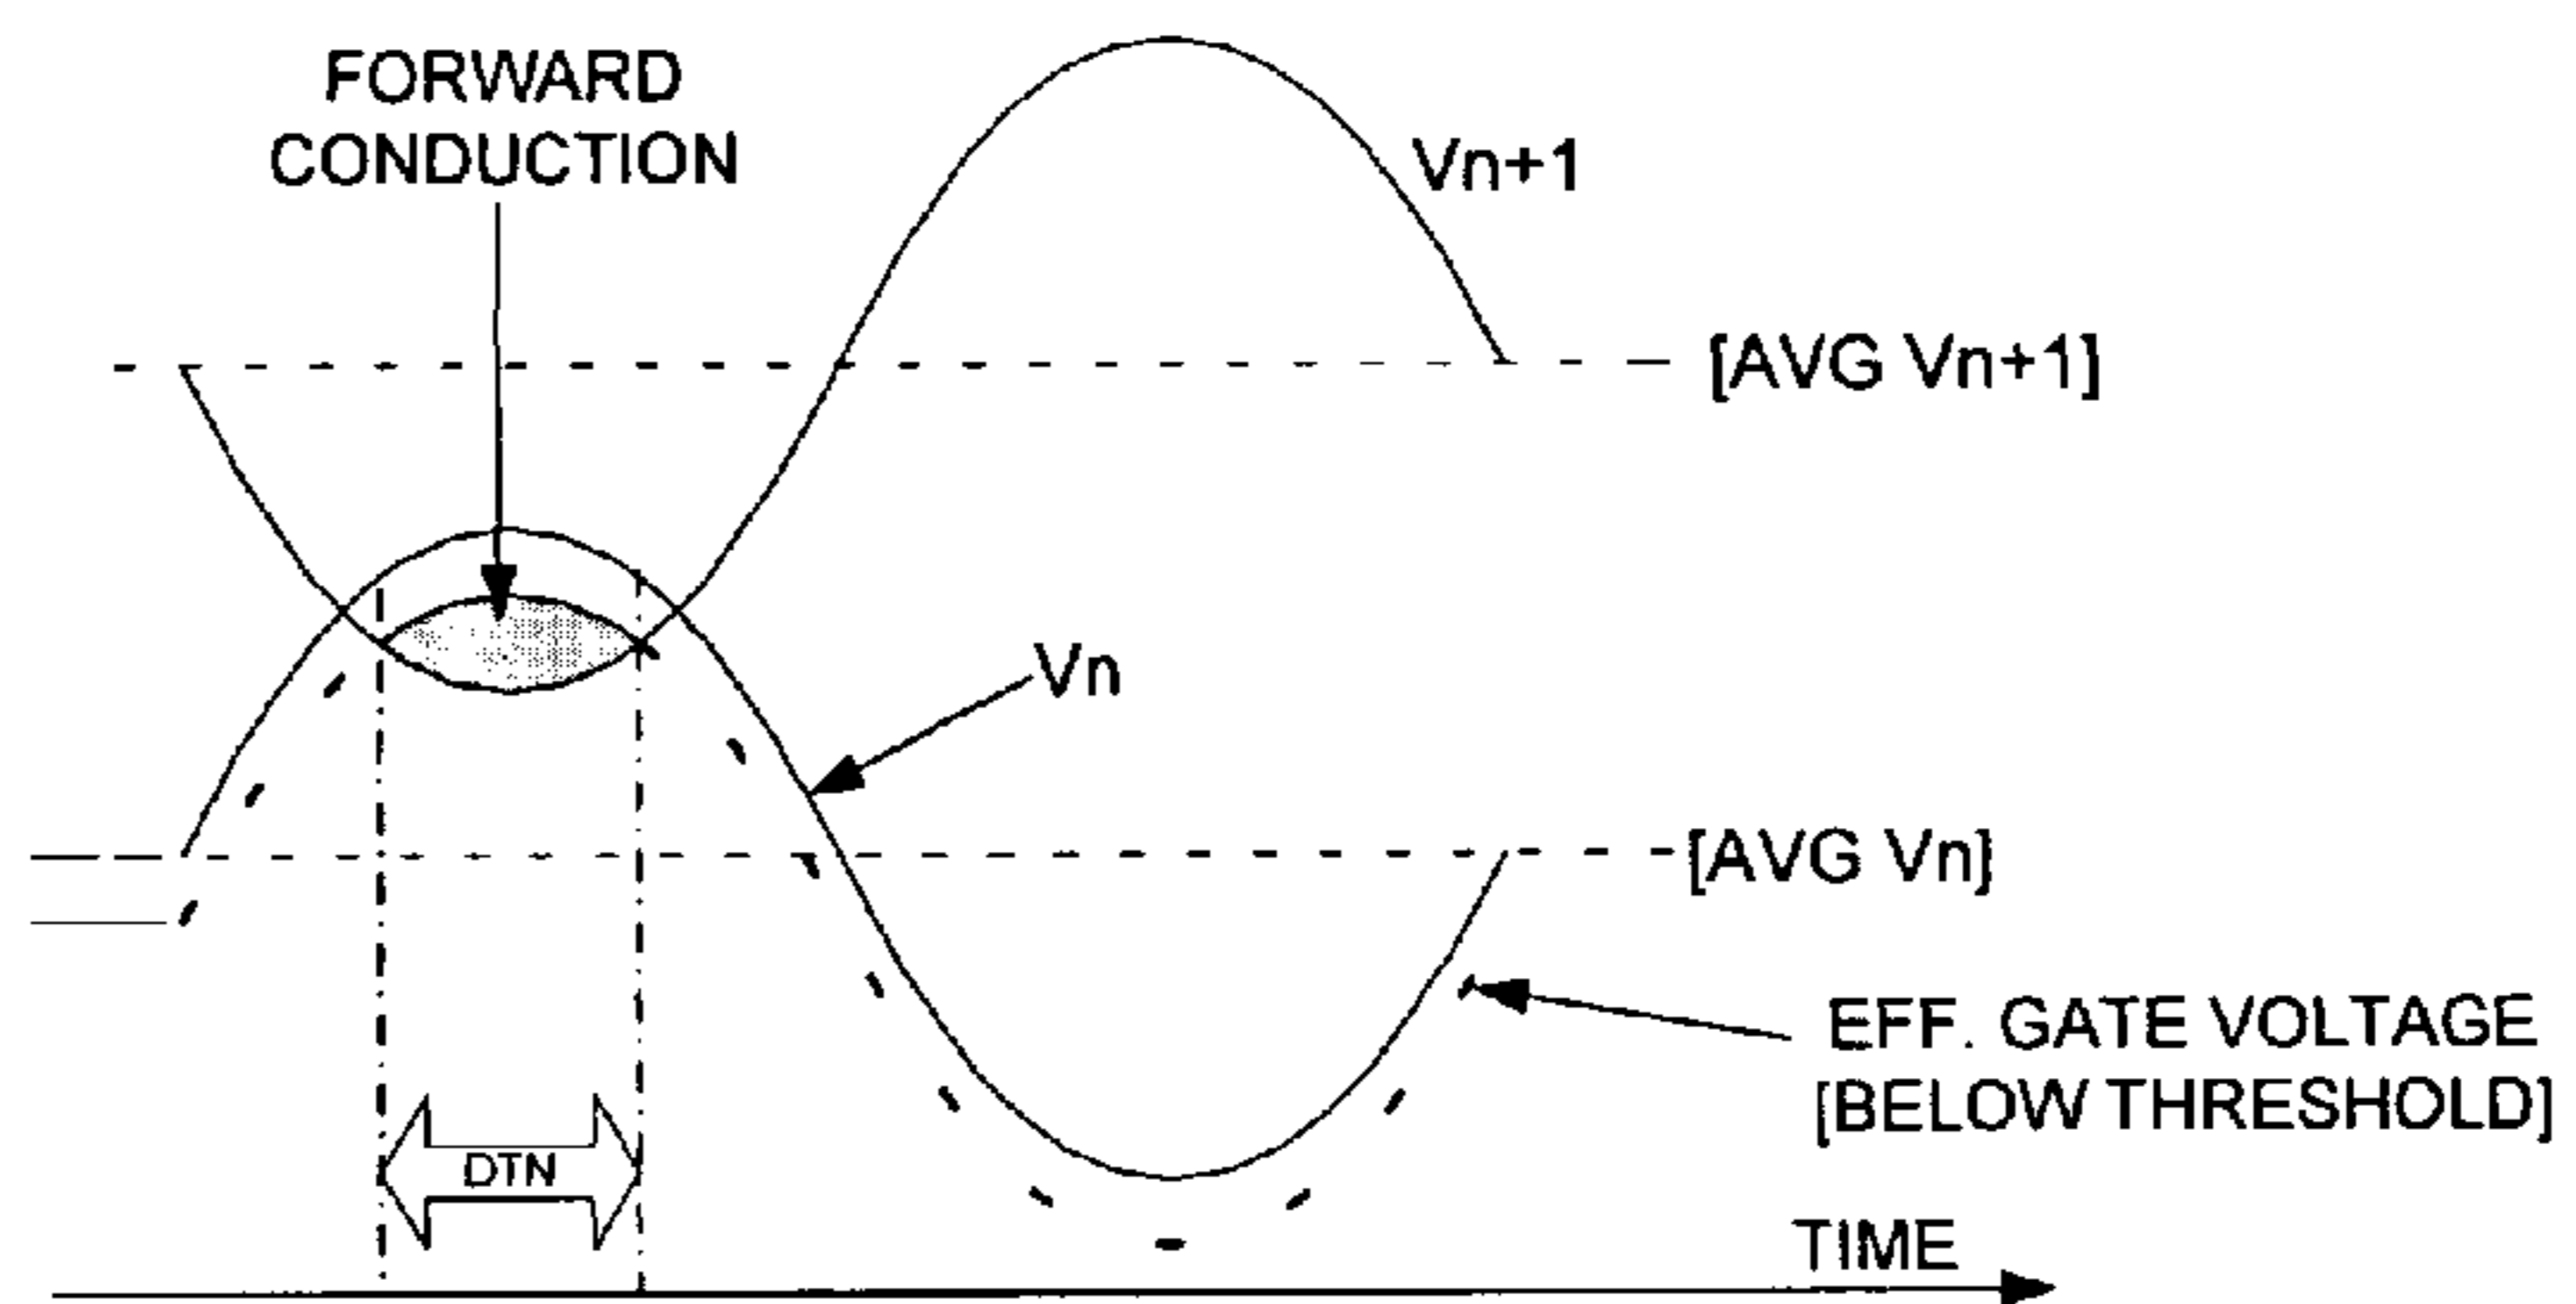 FORWARD
CONDUCTION
Vn+1
[AVG Vn+1]
Vn
[AVG Vn]
EFF. GATE VOLTAGE
[BELOW THRESHOLD]
DTN
TIME